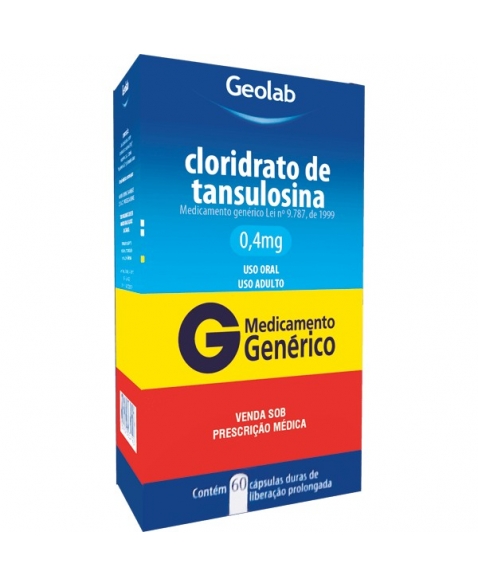 Geolab
cloridrato de
tansulosina
Medicamento genérico Lei nº 9.787, de 1999
0,4mg
USO ORAL
USO ADULTO
G Medicamento
Genérico
VENDA SOB
PRESCRIÇÃO MÉDICA
Contém 60 cápsulas duras de
liberação prolongada